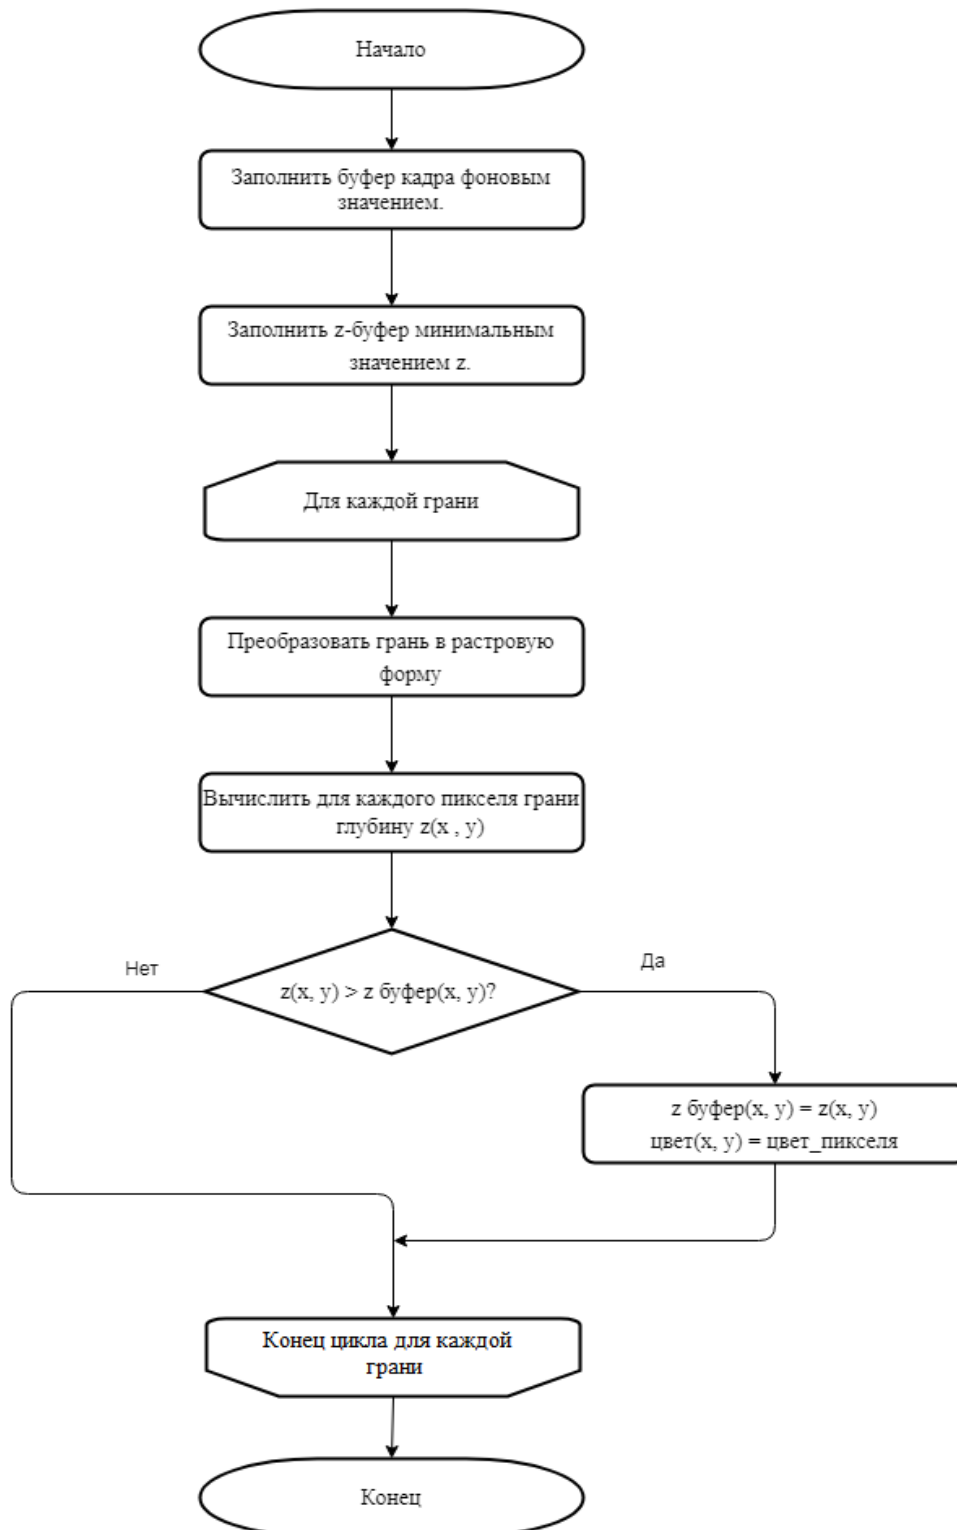 Начало
Заполнить буфер кадра фоновым
значением.
Заполнить z-буфер минимальным
значением z.
Для каждой грани
Преобразовать грань в растровую
форму
Вычислить для каждого пикселя грани
глубину z(x , y)
Нет
Да
z(x, y) > z буфер(x, y)?
z буфер(x, y) = z(x, y)
цвет(x, y) = цвет_пикселя
Конец цикла для каждой
грани
Конец